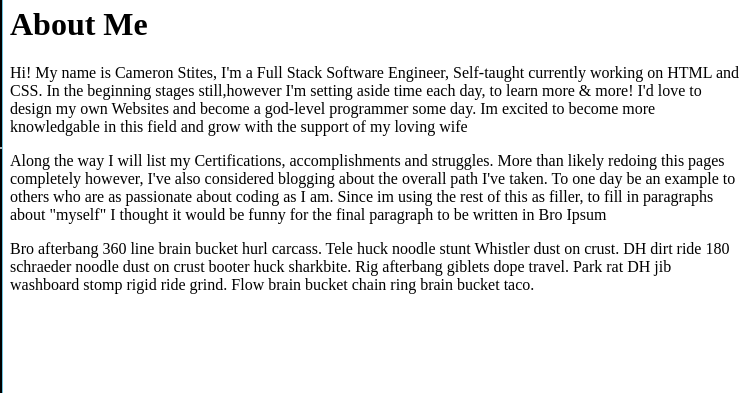 About Me
Hi! My name is Cameron Stites, I'm a Full Stack Software Engineer, Self-taught currently working on HTML and
CSS. In the beginning stages still,however I'm setting aside time each day, to learn more & more! I'd love to
design my own Websites and become a god-level programmer some day. Im excited to become more
knowledgable in this field and grow with the support of my loving wife
Along the way I will list my Certifications, accomplishments and struggles. More than likely redoing this pages
completely however, I've also considered blogging about the overall path I've taken. To one day be an example to
others who are as passionate about coding as I am. Since im using the rest of this as filler, to fill in paragraphs
about "myself" I thought it would be funny for the final paragraph to be written in Bro Ipsum
Bro afterbang 360 line brain bucket hurl carcass. Tele huck noodle stunt Whistler dust on crust. DH dirt ride 180
schraeder noodle dust on crust booter huck sharkbite. Rig afterbang giblets dope travel. Park rat DH jib
washboard stomp rigid ride grind. Flow brain bucket chain ring brain bucket taco.